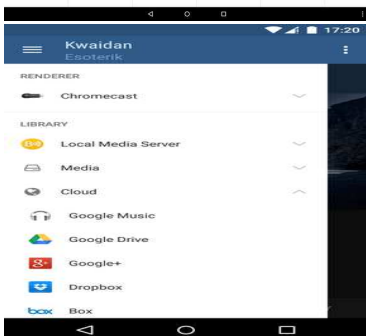 17:20
Kwaidan
Esoterik
RENDERER
Chromecast
LIBRARY
Local Media Server
Media
Cloud
Google Music
Google Drive
Google+
Dropbox
box Box